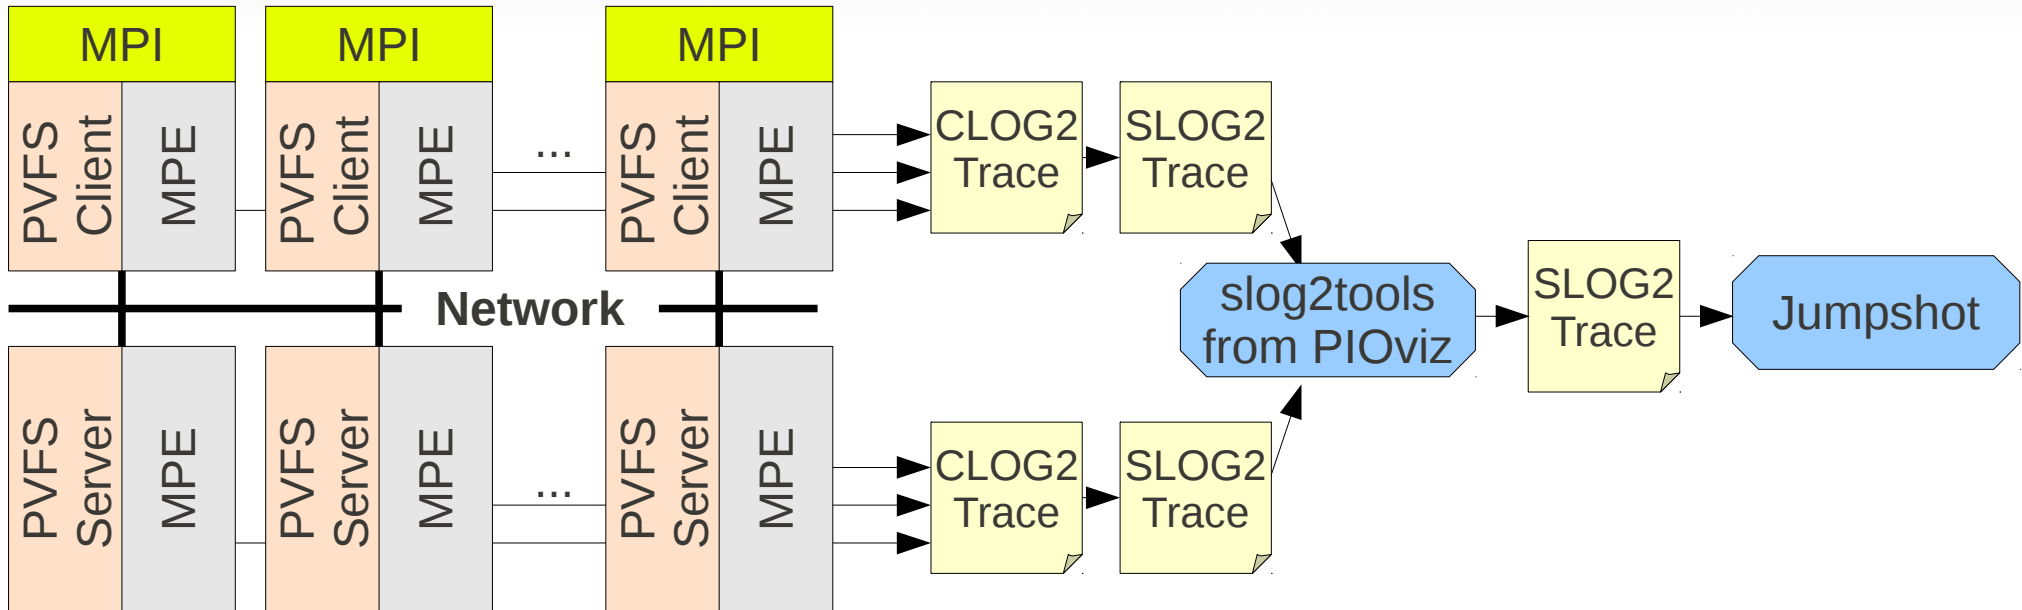 MPI
MPI
MPI
PVFS
Client
MPE
PVFS
Client
MPE
...
PVFS
Client
MPE
CLOG2
Trace
SLOG2
Trace
Network
slog2tools
from PIOviz
SLOG2
Trace
Jumpshot
PVFS
Server
MPE
PVFS
Server
MPE
...
PVFS
Server
MPE
CLOG2
Trace
SLOG2
Trace